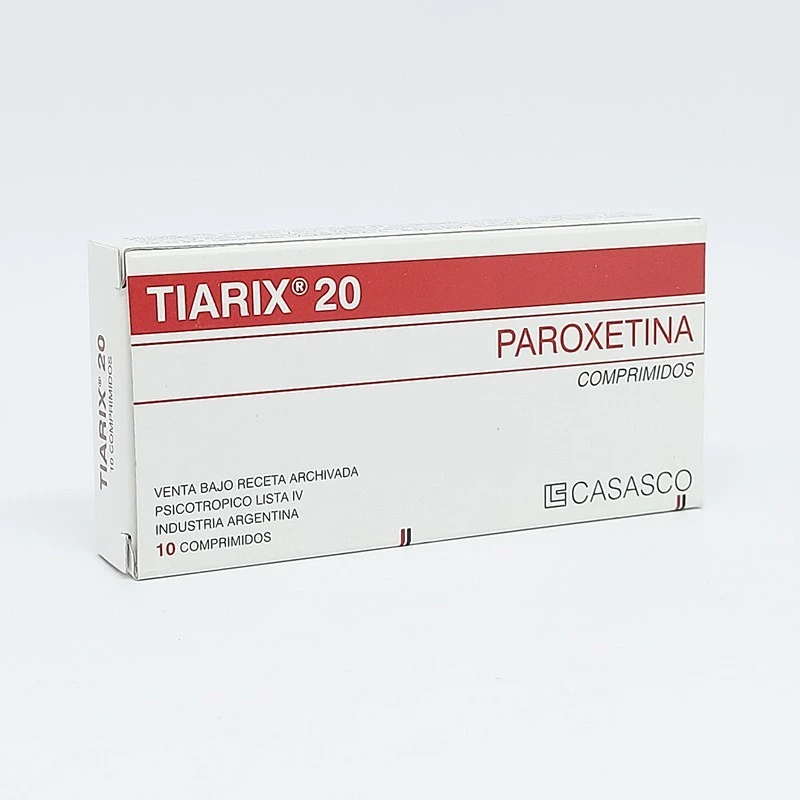 TIARIX® 20
PAROXETINA
COMPRIMIDOS
VENTA BAJO RECETA ARCHIVADA
PSICOTROPICO LISTA IV
INDUSTRIA ARGENTINA
10 COMPRIMIDOS
CASASCO
TIARIX® 20
10 COMPRIMIDOS